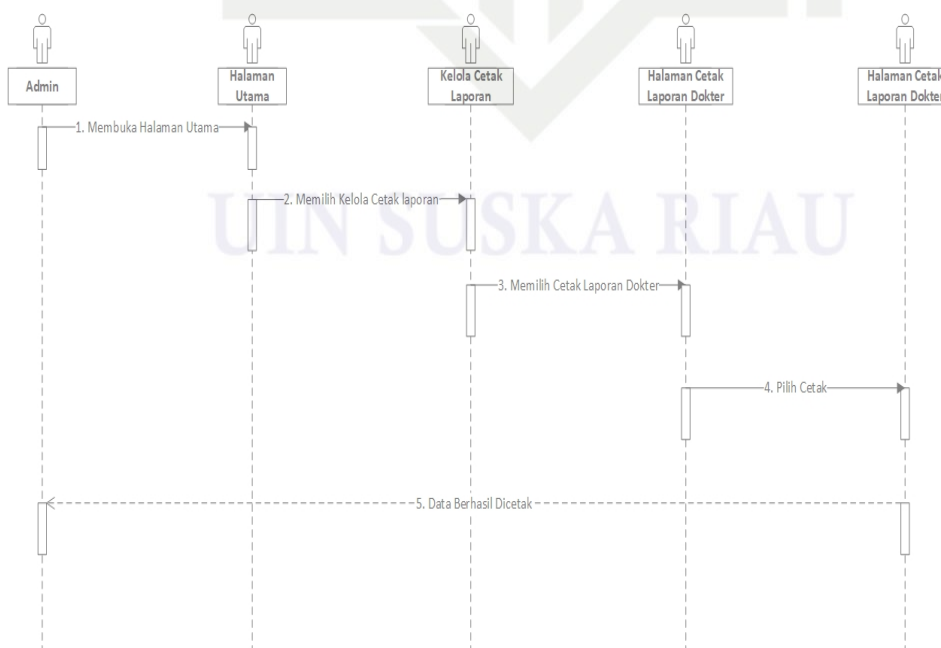 Admin
Halaman
Utama
Kelola Cetak
Laporan
Halaman Cetak
Laporan Dokter
Halaman Cetak
Laporan Dokter
1. Membuka Halaman Utama
2. Memilih Kelola Cetak laporan
UIN SUSKA RIAU
3. Memilih Cetak Laporan Dokter
4. Pilih Cetak
5. Data Berhasil Dicetak